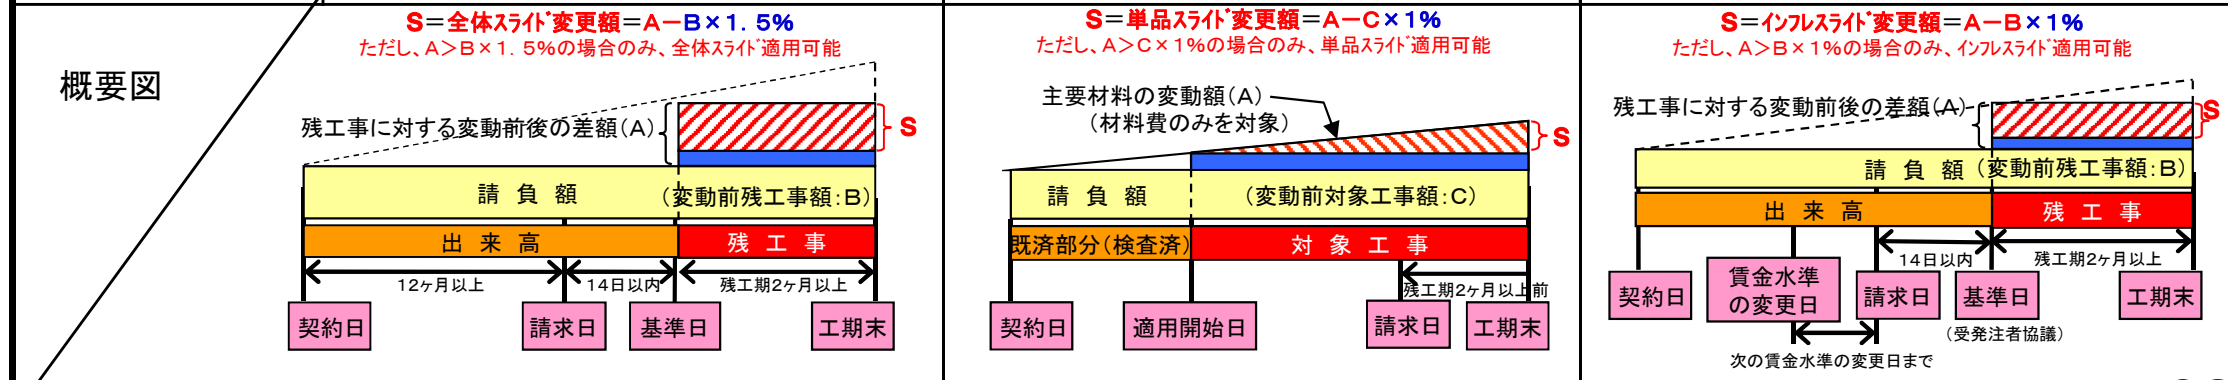 概要図
S=全体スライド変更額=A-B×1.5%
ただし、A>B×1.5%の場合のみ、全体スライド適用可能
残工事に対する変動前後の差額(A)
S
請負額
(変動前残工事額:B)
出来高
残工事
12ヶ月以上
14日以内
残工期2ヶ月以上
契約日
請求日
基準日
工期末
S=単品スライド変更額=A-C×1%
ただし、A>C×1%の場合のみ、単品スライド適用可能
主要材料の変動額(A)
(材料費のみを対象)
S
請負額
(変動前対象工事額:C)
既済部分(検査済)
対象工事
残工期2ヶ月以上前
契約日
適用開始日
請求日
工期末
S=インフレスライド変更額=A-B×1%
ただし、A>B×1%の場合のみ、インフレスライド適用可能
残工事に対する変動前後の差額(A)
S
請負額
(変動前残工事額:B)
出来高
残工事
14日以内
残工期2ヶ月以上
契約日
賃金水準
の変更日
請求日
基準日
工期末
(受発注者協議)
次の賃金水準の変更日まで